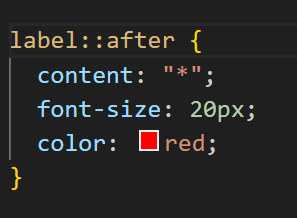 label::after {
  content: "*";
  font-size: 20px;
  color: red;
}